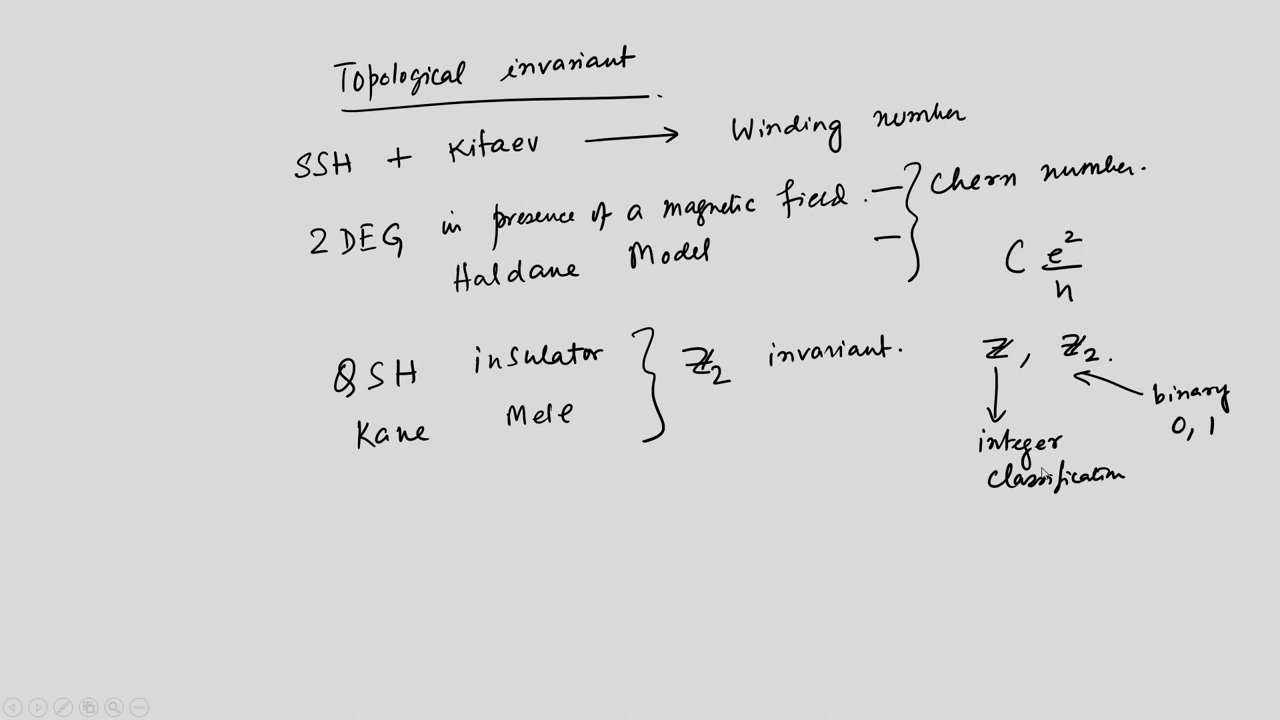 Topological invariant
SSH + Kitaev → Winding number
2DEG in presence of a magnetic field. — } Chern number.
Haldane Model —
C e²/h
QSH insulator } ℤ₂ invariant.
Kane Mele
ℤ, ℤ₂.
binary
0, 1
integer
classification